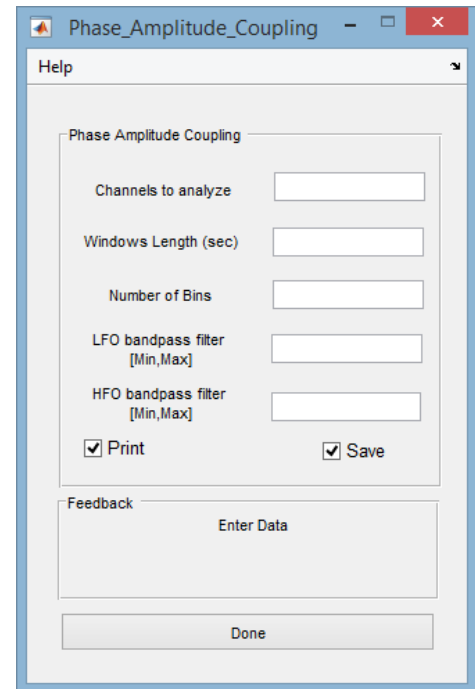 Phase_Amplitude_Coupling
Help
Phase Amplitude Coupling
Channels to analyze
Windows Length (sec)
Number of Bins
LFO bandpass filter
[Min,Max]
HFO bandpass filter
[Min,Max]
Print
Save
Feedback
Enter Data
Done